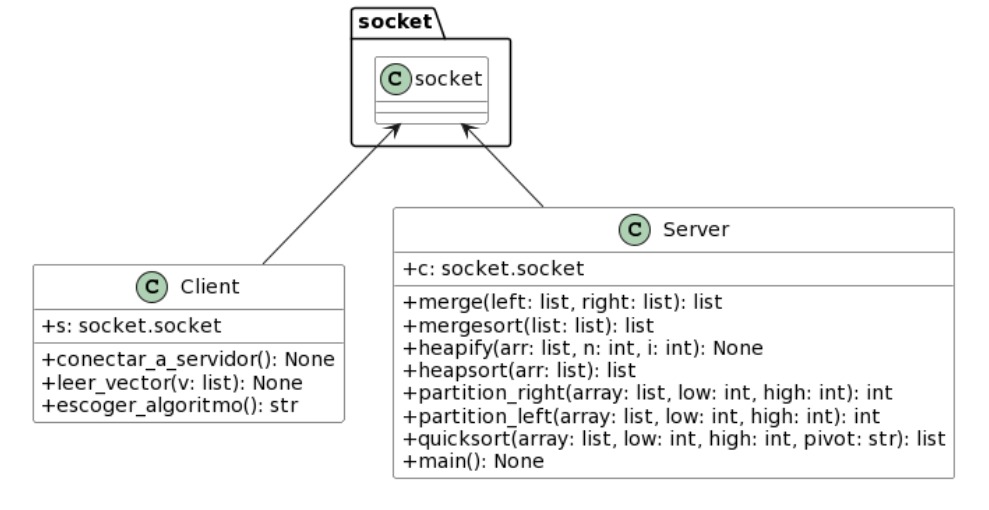 socket
C socket
C Client
+s: socket.socket
+conectar_a_servidor(): None
+leer_vector(v: list): None
+escoger_algoritmo(): str
C Server
+c: socket.socket
+merge(left: list, right: list): list
+mergesort(list: list): list
+heapify(arr: list, n: int, i: int): None
+heapsort(arr: list): list
+partition_right(array: list, low: int, high: int): int
+partition_left(array: list, low: int, high: int): int
+quicksort(array: list, low: int, high: int, pivot: str): list
+main(): None